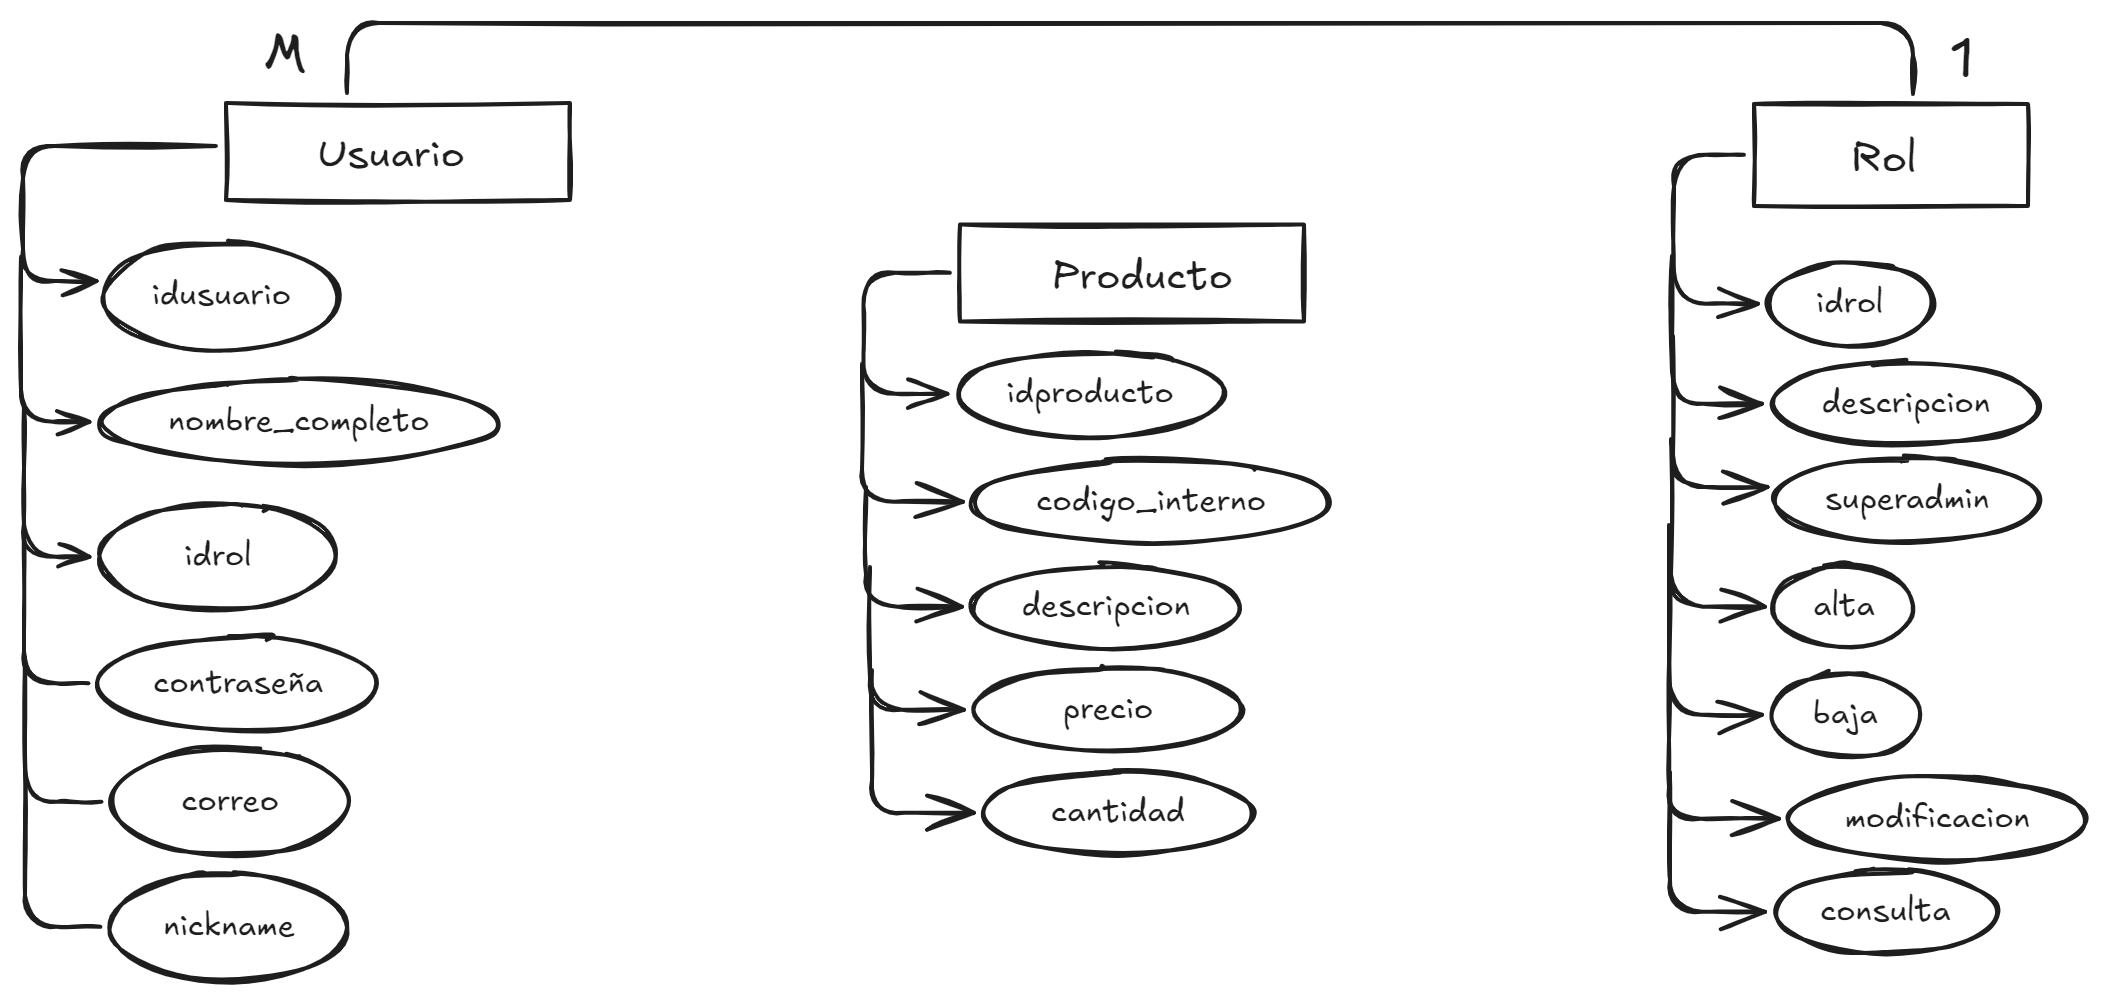 M
1
Usuario
idusuario
nombre_completo
idrol
contraseña
correo
nickname
Producto
idproducto
codigo_interno
descripcion
precio
cantidad
Rol
idrol
descripcion
superadmin
alta
baja
modificacion
consulta